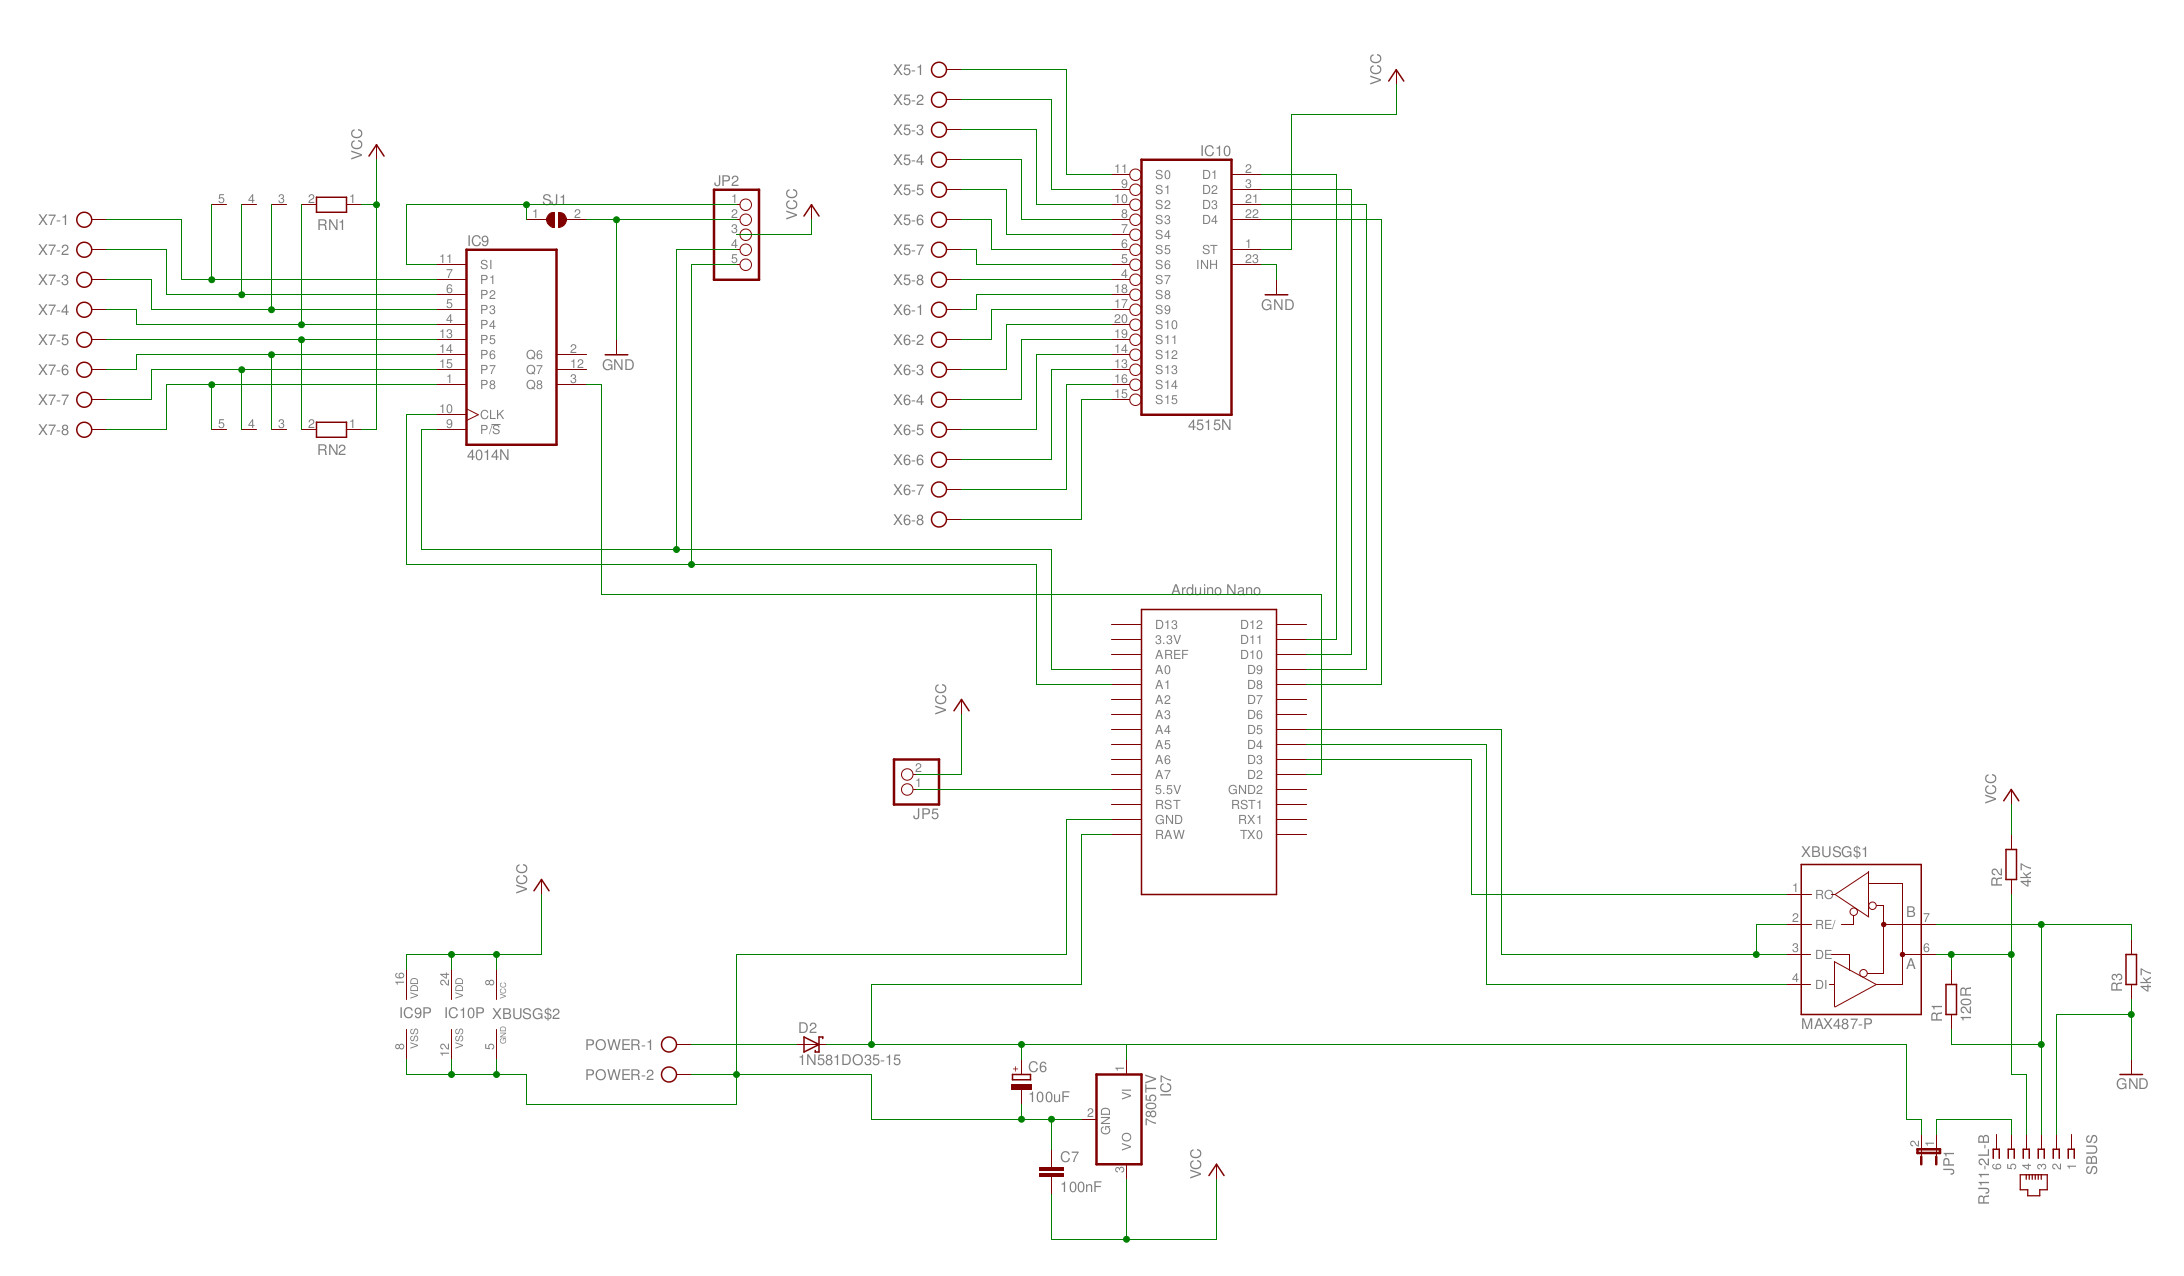 VCC
5 4 3 2 1
RN1
X7-1
X7-2
X7-3
X7-4
X7-5
X7-6
X7-7
X7-8
5 4 3 2 1
RN2
IC9
11 SI
7 P1
6 P2
5 P3
4 P4
13 P5
14 P6
15 P7
1 P8
10 CLK
9 P/S
Q6 2
Q7 12
Q8 3
4014N
SJ1
1 2
GND
JP2
1
2
3
4
5
VCC
X5-1
X5-2
X5-3
X5-4
X5-5
X5-6
X5-7
X5-8
X6-1
X6-2
X6-3
X6-4
X6-5
X6-6
X6-7
X6-8
VCC
IC10
11 S0 D1 2
9 S1 D2 3
10 S2 D3 21
8 S3 D4 22
7 S4
6 S5 ST 1
5 S6 INH 23
4 S7
18 S8
17 S9
20 S10
19 S11
14 S12
13 S13
16 S14
15 S15
4515N
GND
Arduino Nano
D13 D12
3.3V D11
AREF D10
A0 D9
A1 D8
A2 D7
A3 D6
A4 D5
A5 D4
A6 D3
A7 D2
5.5V GND2
RST RST1
GND RX1
RAW TX0
VCC
2
1
JP5
VCC
16 VDD 24 VDD 8 VCC
IC9P IC10P XBUSG$2
8 VSS 12 VSS 5 GND
POWER-1
POWER-2
D2
1N581DO35-15
C6
+
100uF
C7
100nF
1 VI
2 GND
VO 3
7805TV
IC7
VCC
XBUSG$1
1 RO
2 RE/
3 DE
4 DI
B 7
A 6
MAX487-P
VCC
R2
4k7
R1
120R
R3
4k7
GND
2 1
JP1
RJ11-2L-B
6 5 4 3 2 1
SBUS